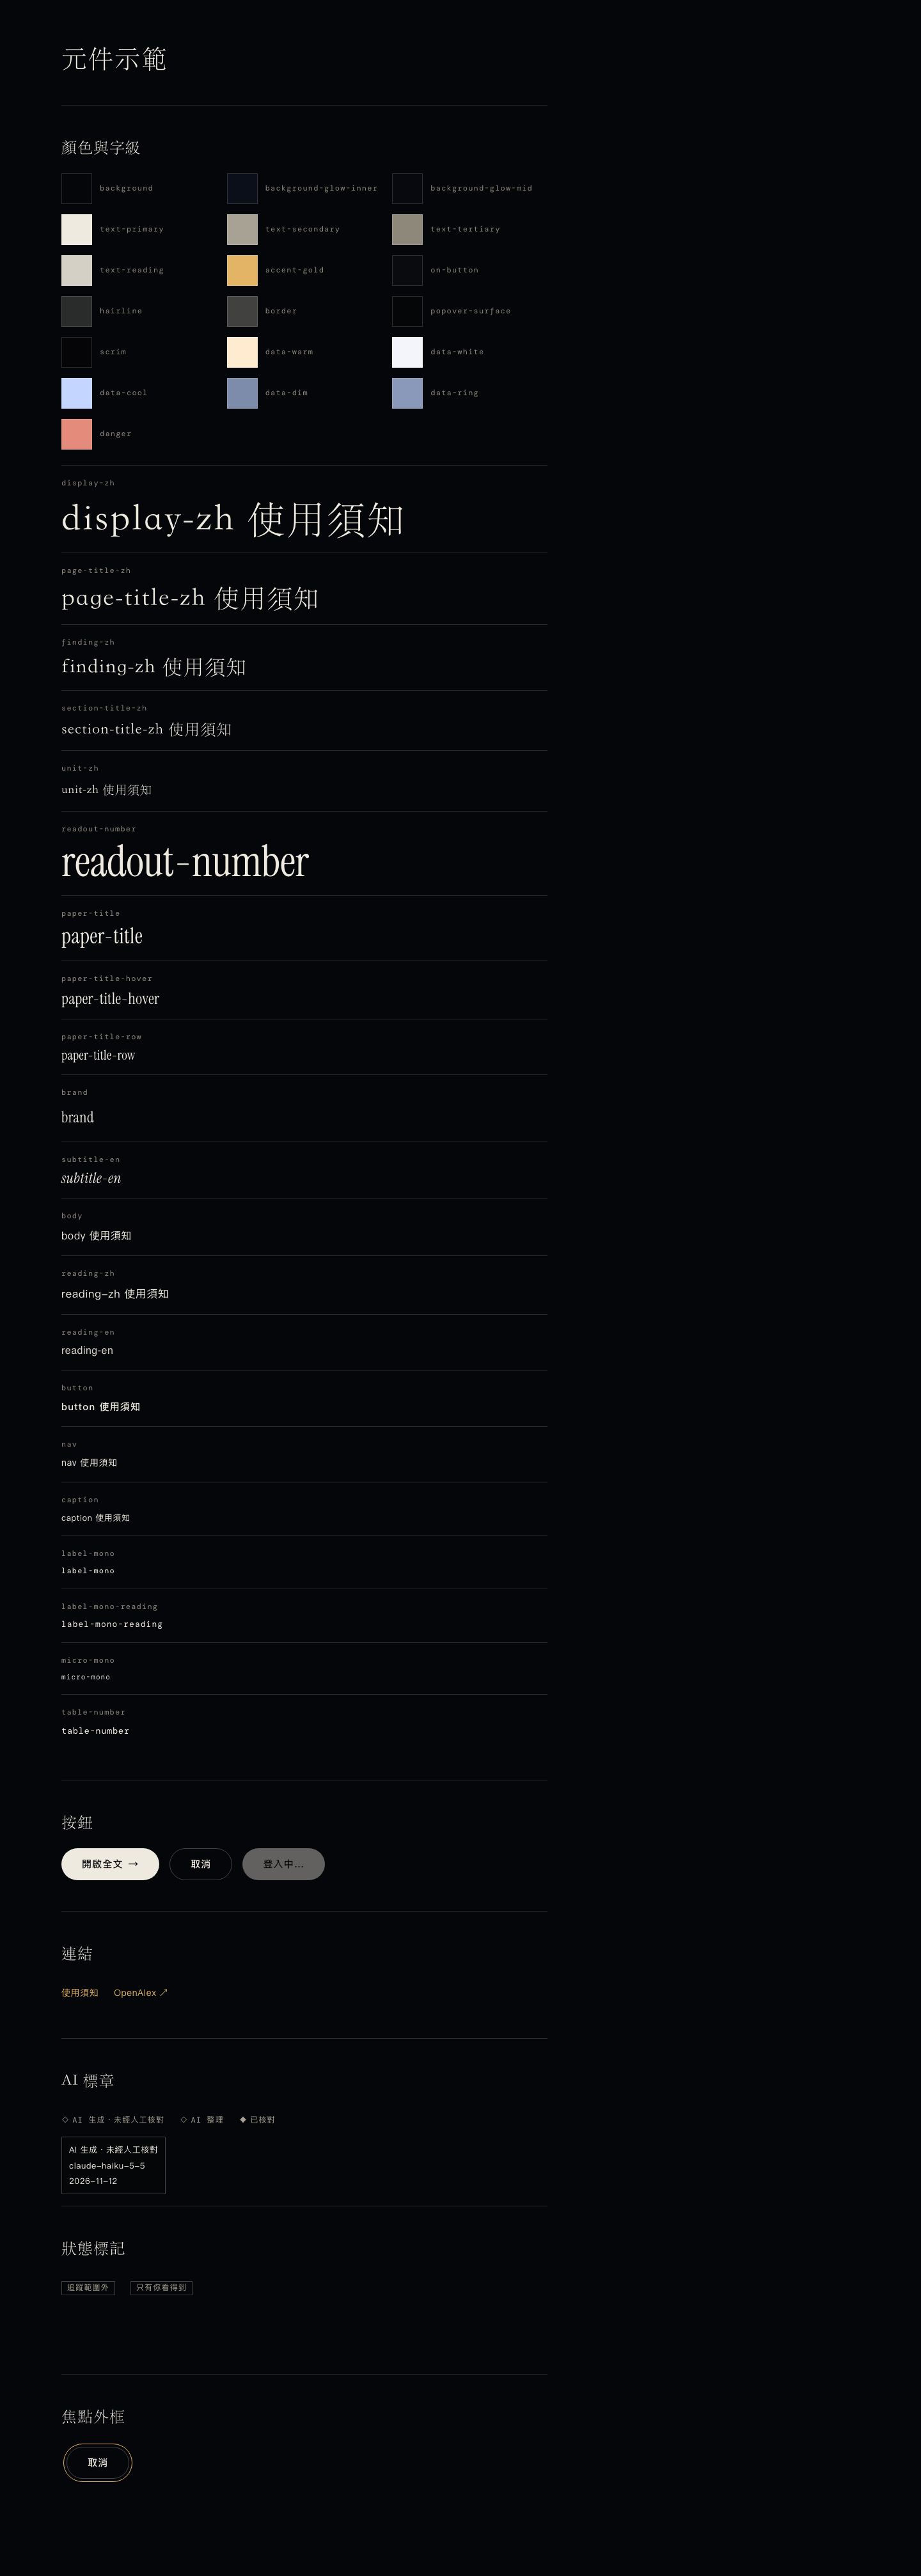 元件示範
顏色與字級
background
background-glow-inner
background-glow-mid
text-primary
text-secondary
text-tertiary
text-reading
accent-gold
on-button
hairline
border
popover-surface
scrim
data-warm
data-white
data-cool
data-dim
data-ring
danger
display-zh
display-zh 使用須知
page-title-zh
page-title-zh 使用須知
finding-zh
finding-zh 使用須知
section-title-zh
section-title-zh 使用須知
unit-zh
unit-zh 使用須知
readout-number
readout-number
paper-title
paper-title
paper-title-hover
paper-title-hover
paper-title-row
paper-title-row
brand
brand
subtitle-en
subtitle-en
body
body 使用須知
reading-zh
reading-zh 使用須知
reading-en
reading-en
button
button 使用須知
nav
nav 使用須知
caption
caption 使用須知
label-mono
label-mono
label-mono-reading
label-mono-reading
micro-mono
micro-mono
table-number
table-number
按鈕
開啟全文 →
取消
登入中…
連結
使用須知 OpenAlex ↗
AI 標章
◇ AI 生成・未經人工核對 ◇ AI 整理 ◆ 已核對
AI 生成・未經人工核對
claude-haiku-5-5
2026-11-12
狀態標記
追蹤範圍外
只有你看得到
焦點外框
取消